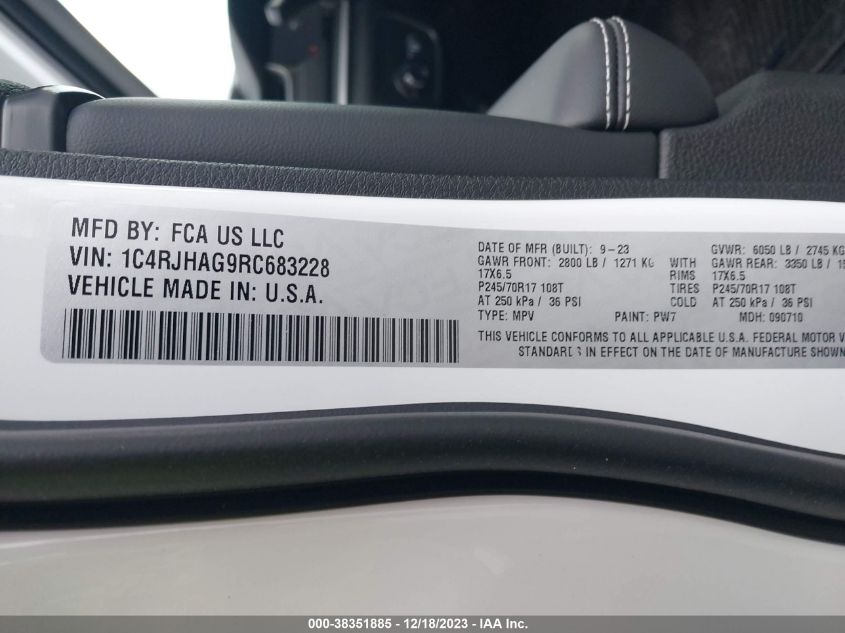 MFD BY: FCA US LLC
VIN: 1C4RJHAG9RC683228
VEHICLE MADE IN: U.S.A.
DATE OF MFR (BUILT): 9-23 GVWR: 6050 LB / 2745 KG
GAWR FRONT: 2800 LB / 1271 KG WITH GAWR REAR: 3350 LB /
17X6.5 RIMS 17X6.5
P245/70R17 108T TIRES P245/70R17 108T
AT 250 kPa / 36 PSI COLD AT 250 kPa / 36 PSI
TYPE: MPV PAINT: PW7 MDH: 090710
THIS VEHICLE CONFORMS TO ALL APPLICABLE U.S.A. FEDERAL MOTOR
STANDARDS IN EFFECT ON THE DATE OF MANUFACTURE SHOWN
000-38351885 - 12/18/2023 - IAA Inc.